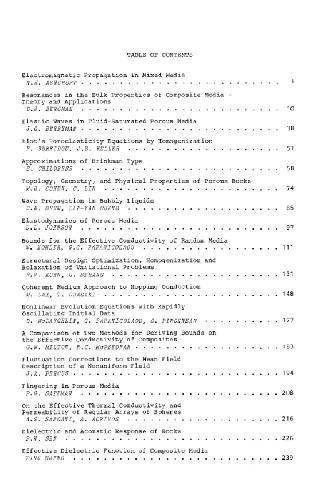 TABLE OF CONTENTS
Electromagnetic Propagation in Mixed Media
N.W. ASHCROFT 1
Resonances in the Bulk Properties of Composite Media -
Theory and Applications
D.J. BERGMAN 10
Elastic Waves in Fluid-Saturated Porous Media
J.G. BERRYMAN 38
Biot's Poroelasticity Equations by Homogenization
R. BURRIDGE, J.B. KELLER 51
Approximations of Brinkman Type
S. CHILDRESS 58
Topology, Geometry, and Physical Properties of Porous Rocks
M.H. COHEN, C. LIN 74
Wave Propagation in Bubbly Liquids
85
Elastodynamics of Porous Media
D.L. JOHNSON 97
Bounds for the Effective Conductivity of Random Media
W. KOHLER, G.C. PAPANICOLAOU 111
Structural Design Optimization, Homogenization and
Relaxation of Variational Problems
R.V. KOHN, G. STRANG 131
Coherent Medium Approach to Hopping Conduction
M. LAX, T. ODAGAKI 148
Nonlinear Evolution Equations with Rapidly
Oscillating Initial Data
D. McLAUGHLIN, G. PAPANICOLAOU, O. PIRONNEAU 177
A Comparison of two Methods for Deriving Bounds on
the Effective Conductivity of Composites
G.W. MILTON, R.C. McPHEDRAN 183
Fluctuation Corrections to the Mean Field
Description of a Nonuniform Fluid
J.K. PERCUS 194
Fingering in Porous Media
P.G. SAFFMAN 208
On the Effective Thermal Conductivity and
Permeability of Regular Arrays of Spheres
A.S. SANGANI, A. ACRIVOS 216
Dielectric and Acoustic Response of Rocks
P.N. SEN 226
Effective Dielectric Function of Composite Media
PING SHENG 239